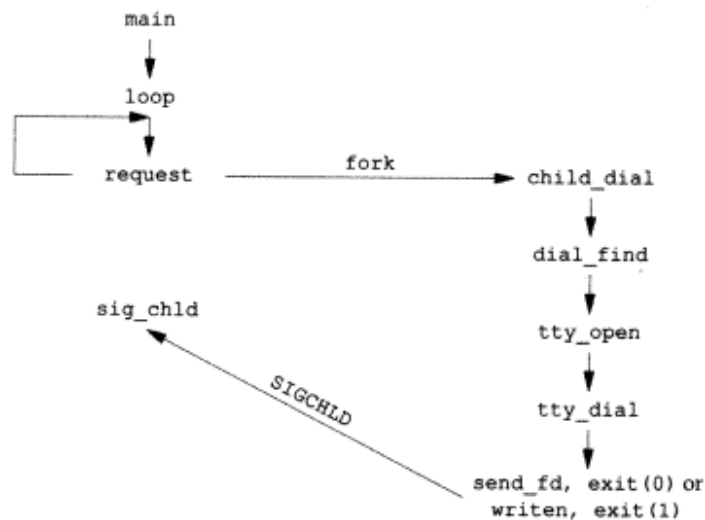 main
loop
request
fork
child_dial
dial_find
sig_chld
tty_open
SIGCHLD
tty_dial
send_fd, exit(0) or
writen, exit(1)